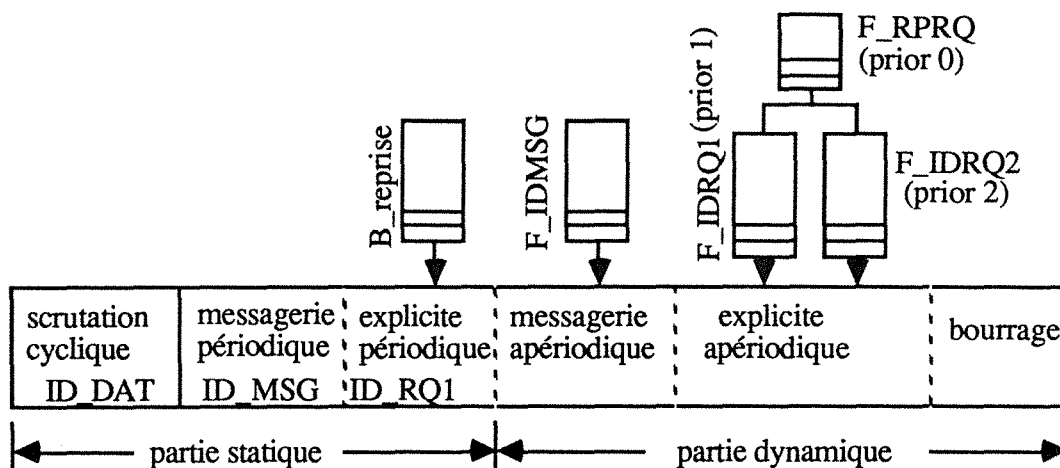 F_RPRQ
(prior 0)
B_reprise
F_IDMSG
F_IDRQ1 (prior 1)
F_IDRQ2
(prior 2)
scrutation
cyclique
ID_DAT
messagerie
périodique
ID_MSG
explicite
périodique
ID_RQ1
messagerie
apériodique
explicite
apériodique
bourrage
partie statique
partie dynamique